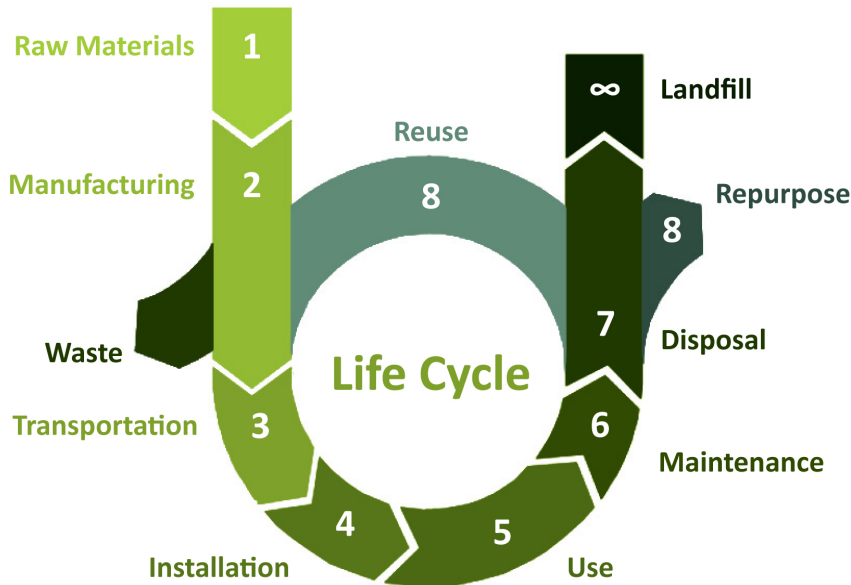 Raw Materials
1
Manufacturing
2
Waste
Transportation
3
Installation
4
5
Use
6
Maintenance
7
Disposal
8
Reuse
8
Repurpose
∞
Landfill
Life Cycle